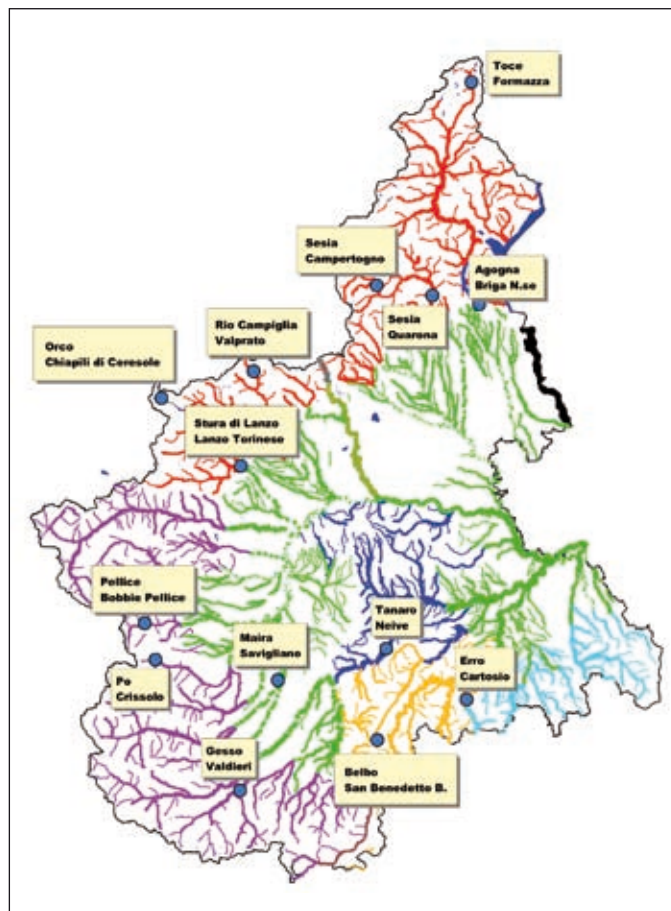 Toce
Formazza
Sesia
Campertogno
Agogna
Briga N.se
Sesia
Quarona
Rio Campiglia
Valprato
Orco
Chiapili di Ceresole
Stura di Lanzo
Lanzo Torinese
Pellice
Bobbie Pellice
Tanaro
Neive
Maira
Savigliano
Erro
Cartosio
Po
Crissolo
Gesso
Valdieri
Belbo
San Benedetto B.